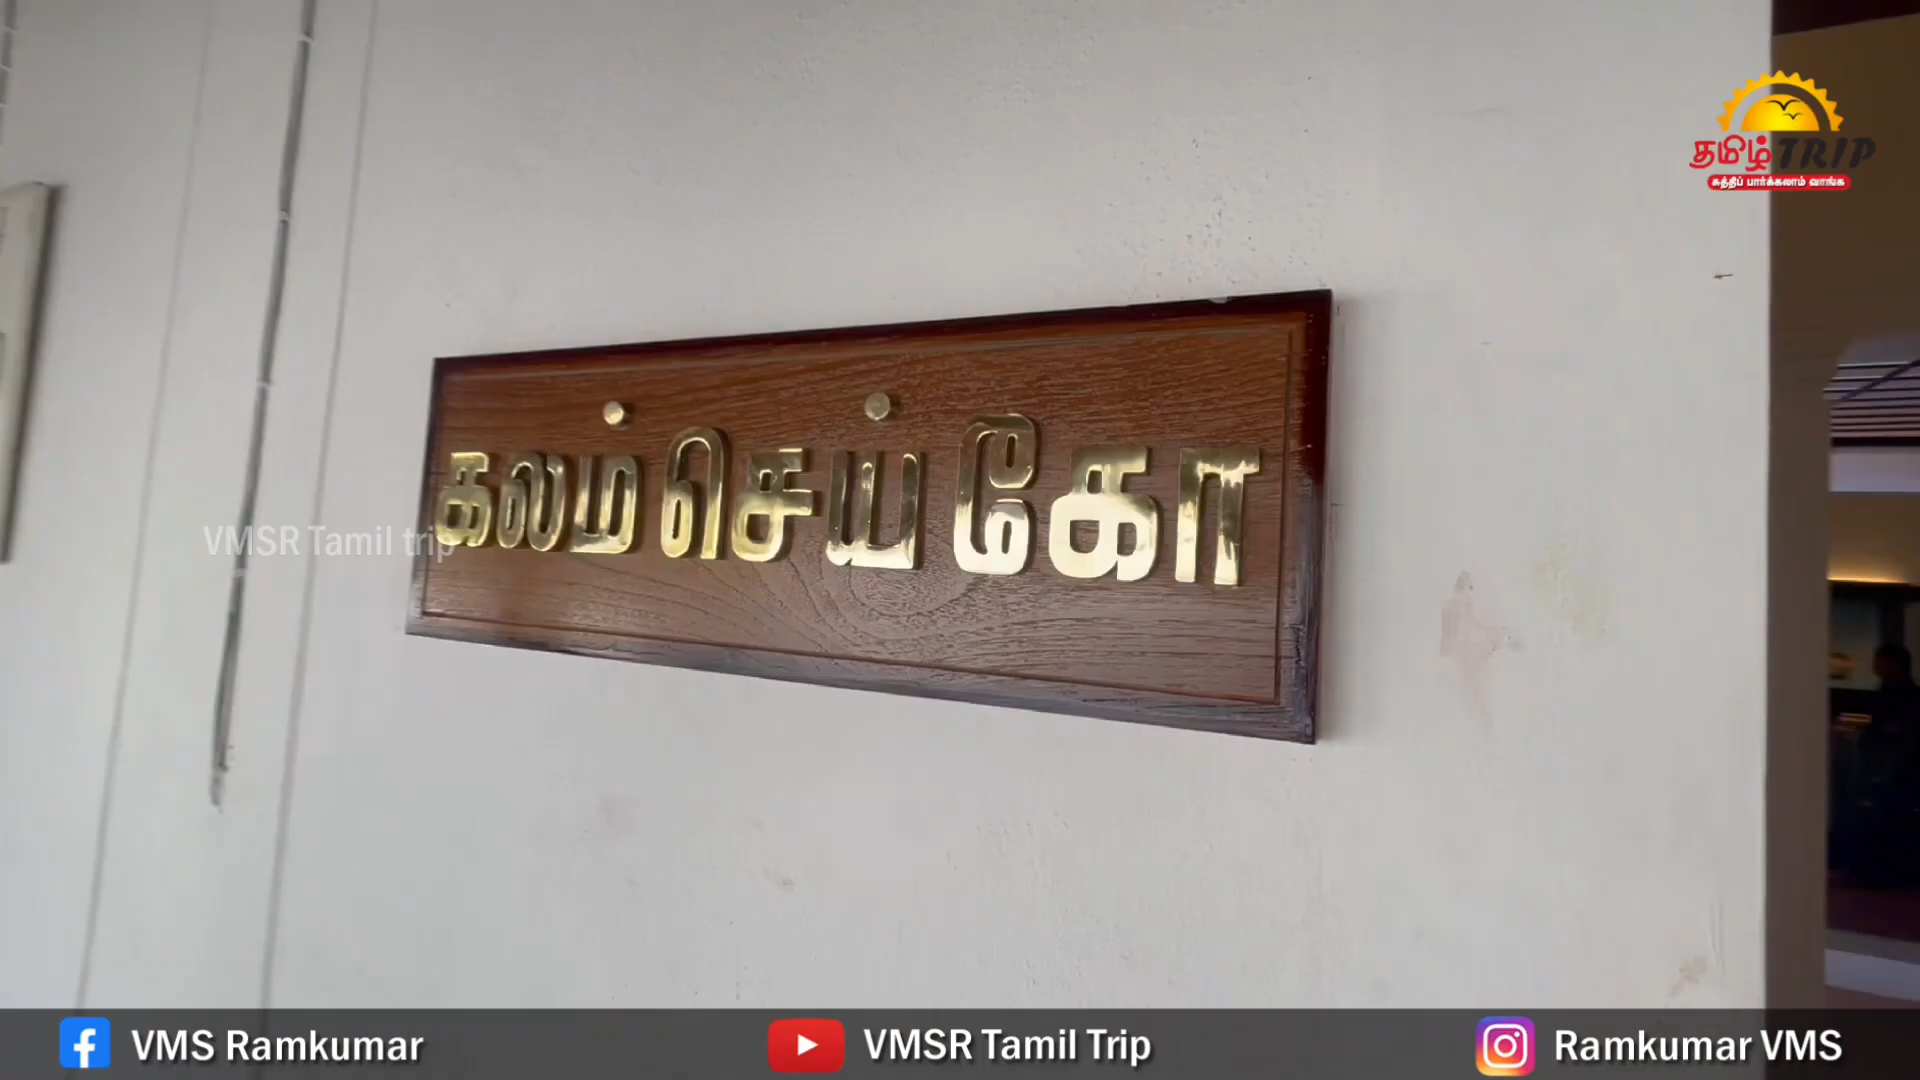 தமிழ் TRIP
சுத்திப் பார்க்கலாம் வாங்க
கலம் செய் கோ
VMSR Tamil trip
VMS Ramkumar
VMSR Tamil Trip
Ramkumar VMS